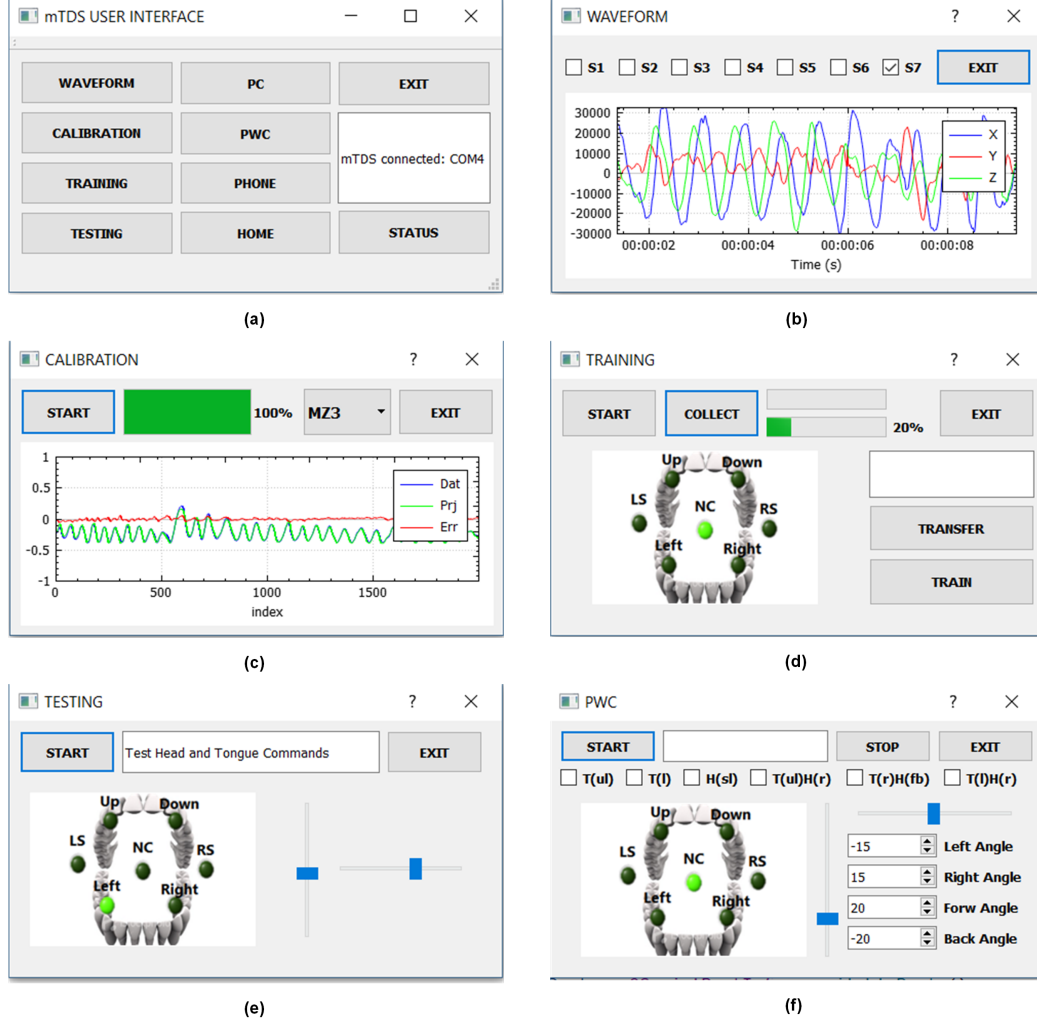 mTDS USER INTERFACE
WAVEFORM PC EXIT
CALIBRATION PWC
mTDS connected: COM4
TRAINING PHONE
TESTING HOME STATUS
(a)
WAVEFORM ?
S1 S2 S3 S4 S5 S6 S7 EXIT
30000
20000
10000
0
-10000
-20000
-30000
X
Y
Z
00:00:02 00:00:04 00:00:06 00:00:08
Time (s)
(b)
CALIBRATION ?
START 100% MZ3 EXIT
1
0.5
0
-0.5
-1
Dat
Prj
Err
0 500 1000 1500
index
(c)
TRAINING ?
START COLLECT 20% EXIT
Up Down
LS NC RS
Left Right
TRANSFER
TRAIN
(d)
TESTING ?
START Test Head and Tongue Commands EXIT
Up Down
LS NC RS
Left Right
(e)
PWC ?
START STOP EXIT
T(ul) T(l) H(sl) T(ul)H(r) T(r)H(fb) T(l)H(r)
Up Down
LS NC RS
Left Right
-15 Left Angle
15 Right Angle
20 Forw Angle
-20 Back Angle
(f)